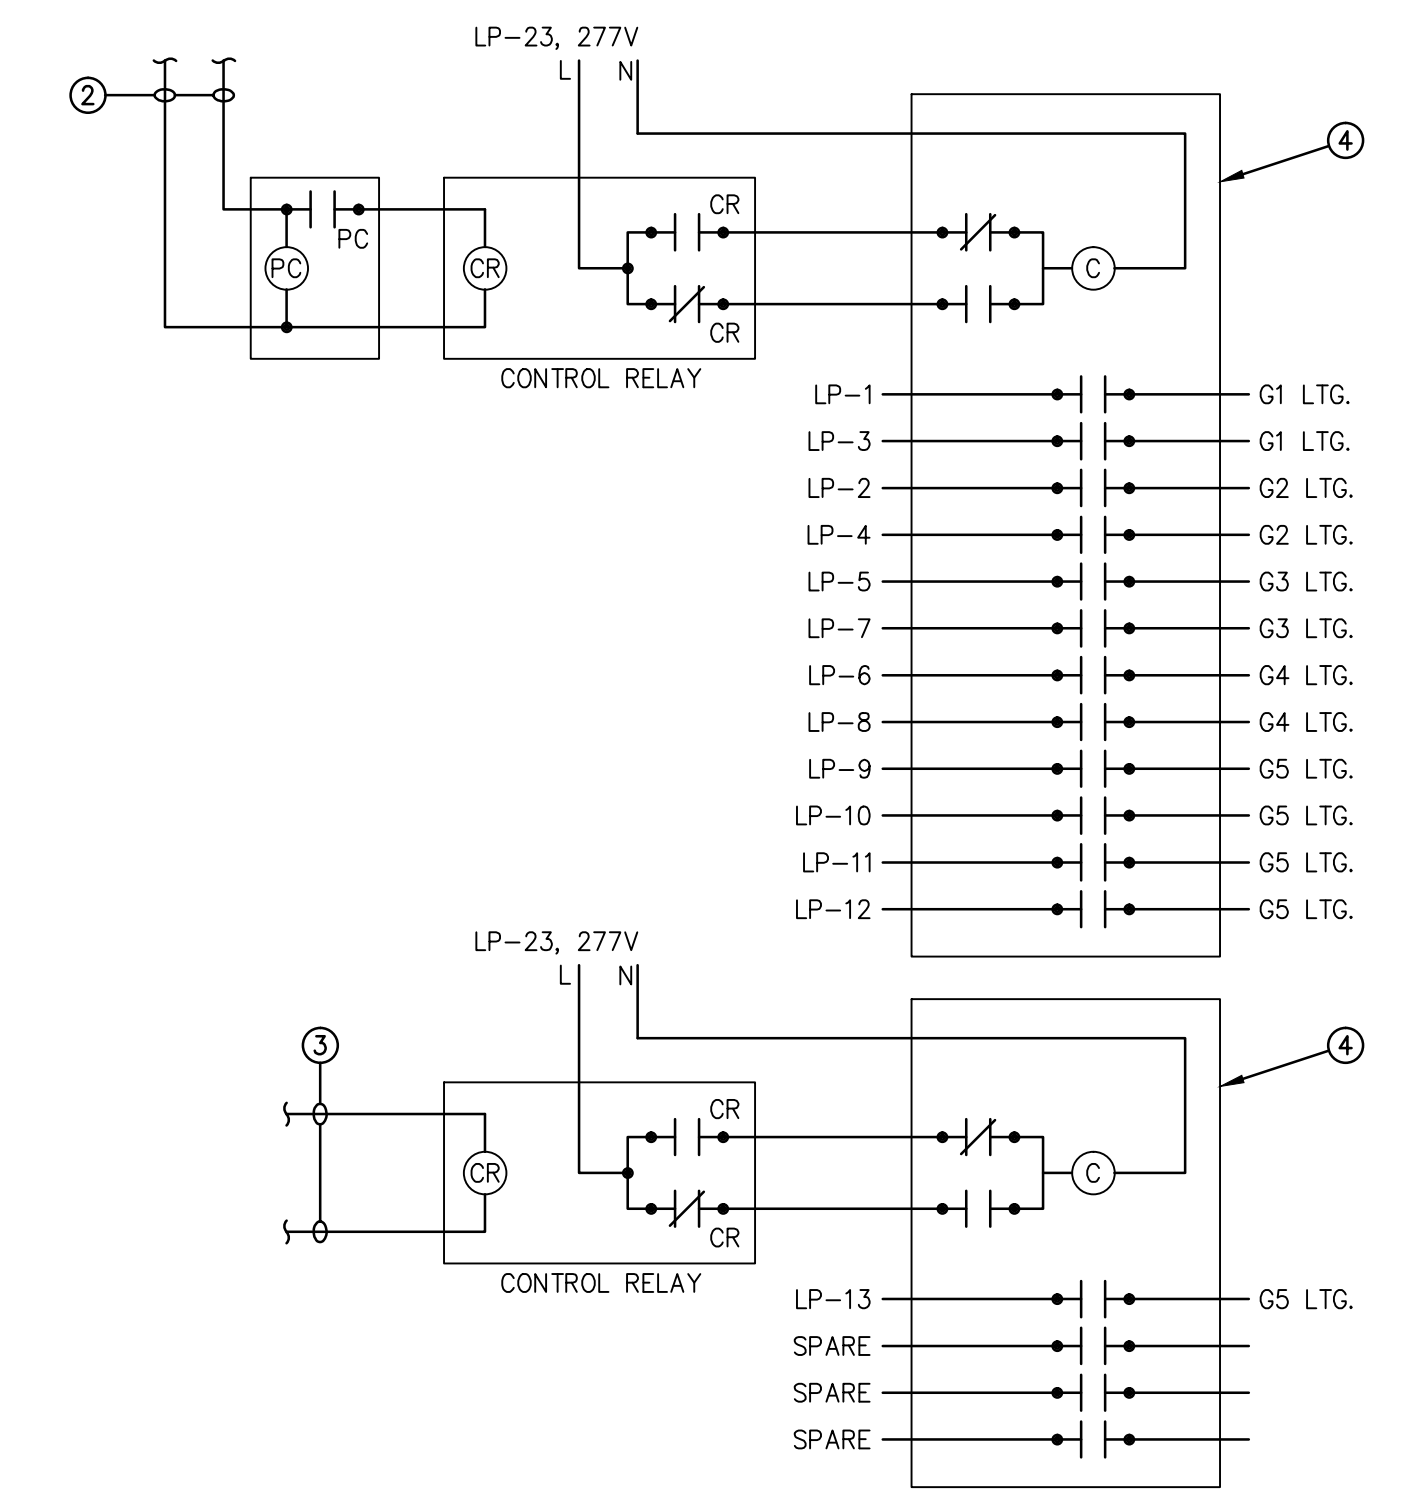 LP-23, 277V
L N
2
4
CR
PC
PC CR C
CR
CONTROL RELAY
LP-1 G1 LTG.
LP-3 G1 LTG.
LP-2 G2 LTG.
LP-4 G2 LTG.
LP-5 G3 LTG.
LP-7 G3 LTG.
LP-6 G4 LTG.
LP-8 G4 LTG.
LP-9 G5 LTG.
LP-10 G5 LTG.
LP-11 G5 LTG.
LP-12 G5 LTG.
LP-23, 277V
L N
3
4
CR
CR C
CR
CONTROL RELAY
LP-13 G5 LTG.
SPARE
SPARE
SPARE